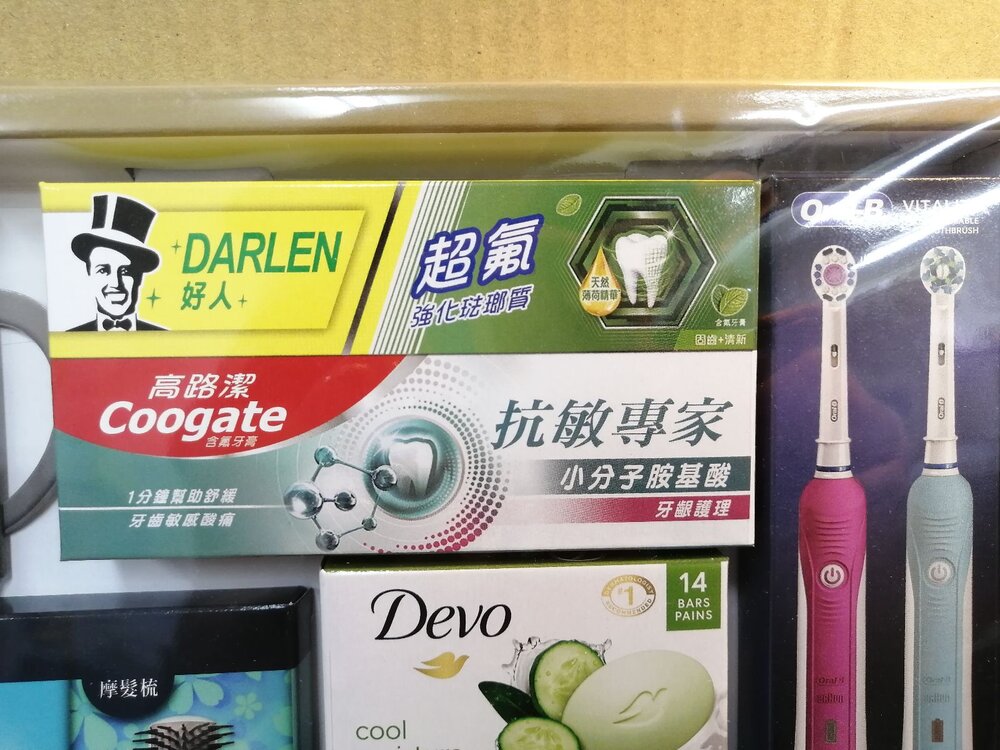 DARLEN
好人
超氟
強化琺瑯質
天然
薄荷精華
含氟牙膏
固齒+清新
高路潔
Coogate
含氟牙膏
抗敏專家
小分子胺基酸
牙齦護理
1分鐘幫助舒緩
牙齒敏感酸痛
Devo
#1
14
BARS
PAINS
cool
摩髮梳
Oral-B
Oral-B